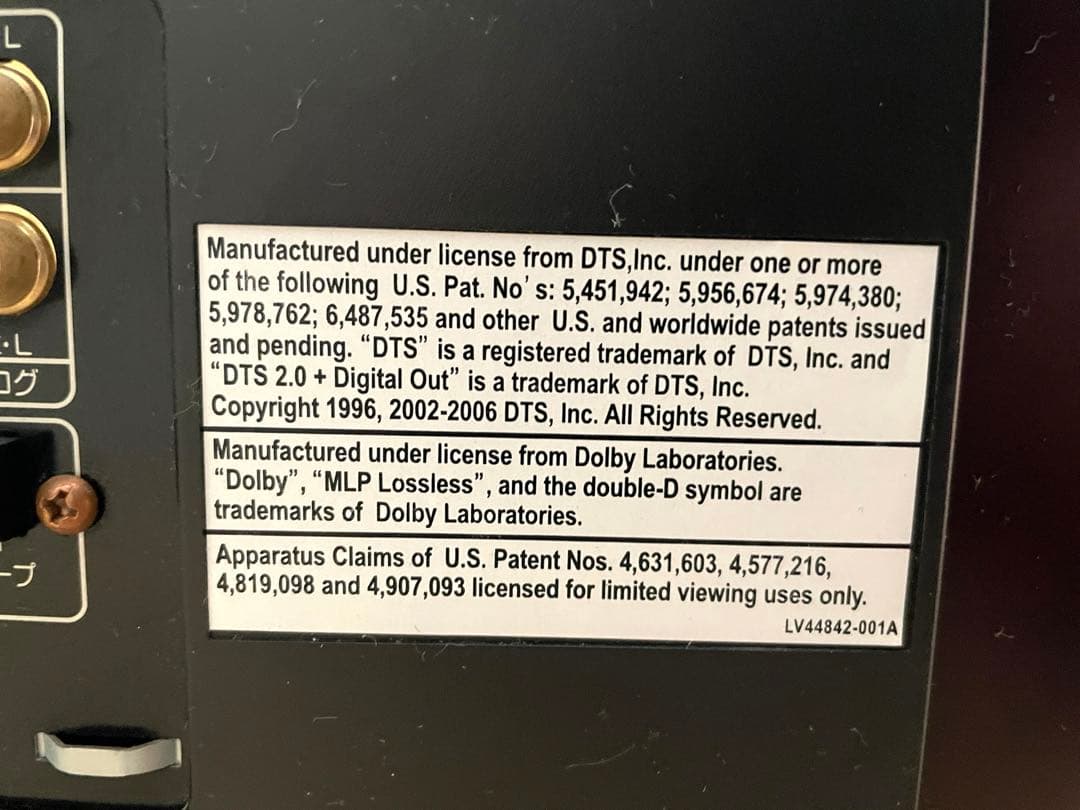 L
・L
ログ
ープ
Manufactured under license from DTS,Inc. under one or more
of the following U.S. Pat. No's: 5,451,942; 5,956,674; 5,974,380;
5,978,762; 6,487,535 and other U.S. and worldwide patents issued
and pending. “DTS” is a registered trademark of DTS, Inc. and
“DTS 2.0 + Digital Out” is a trademark of DTS, Inc.
Copyright 1996, 2002-2006 DTS, Inc. All Rights Reserved.
Manufactured under license from Dolby Laboratories.
“Dolby”, “MLP Lossless”, and the double-D symbol are
trademarks of Dolby Laboratories.
Apparatus Claims of U.S. Patent Nos. 4,631,603, 4,577,216,
4,819,098 and 4,907,093 licensed for limited viewing uses only.
LV44842-001A